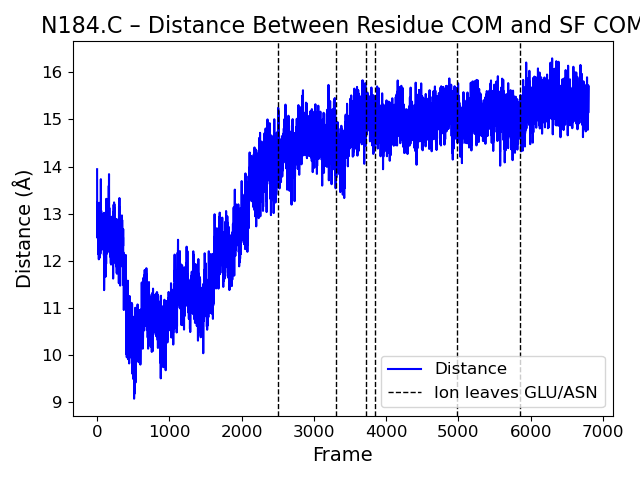 N184.C – Distance Between Residue COM and SF COM
Distance (Å)
16
15
14
13
12
11
10
9
0 1000 2000 3000 4000 5000 6000 7000
Frame
Distance
Ion leaves GLU/ASN